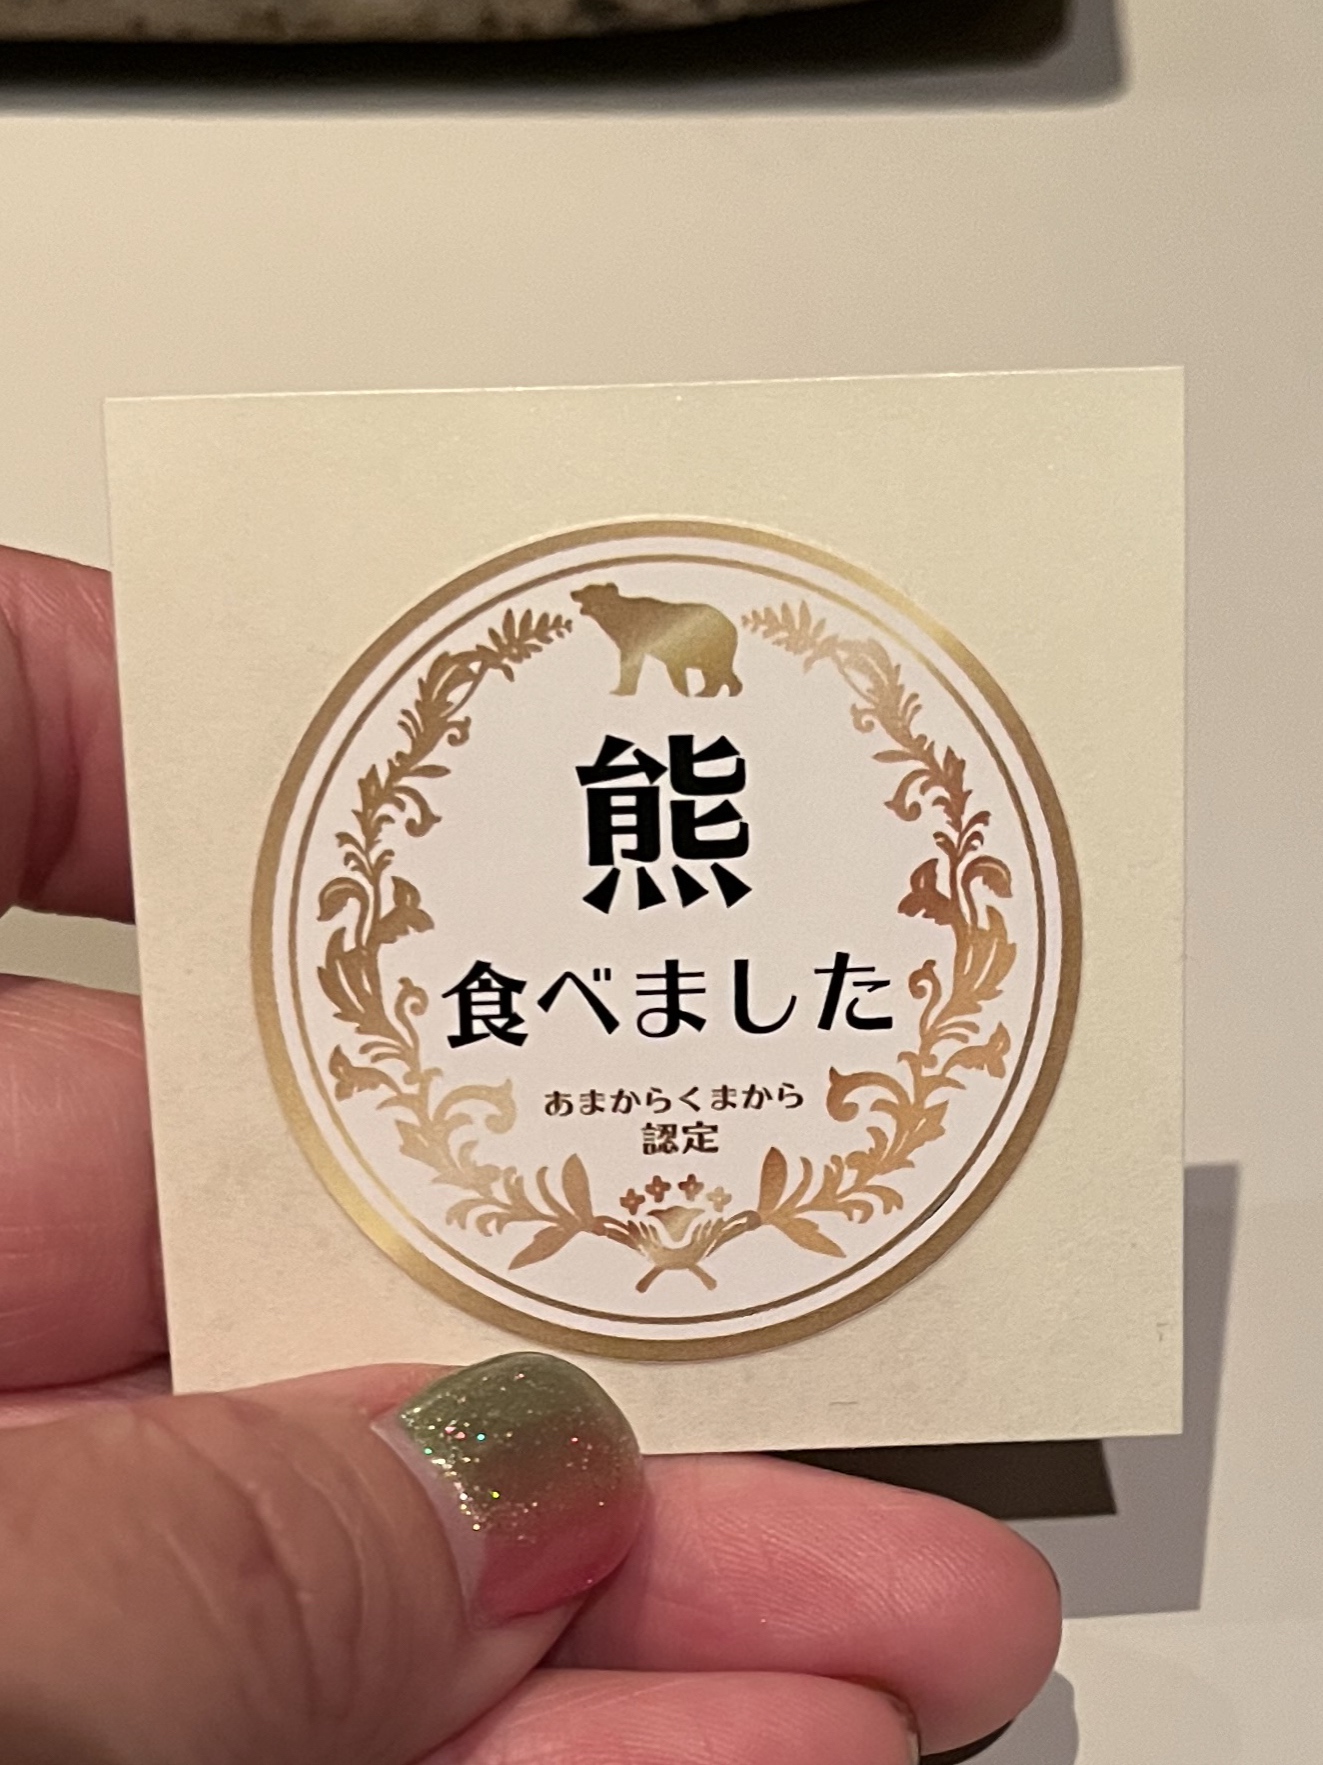 熊
食べました
あまからくまから
認定